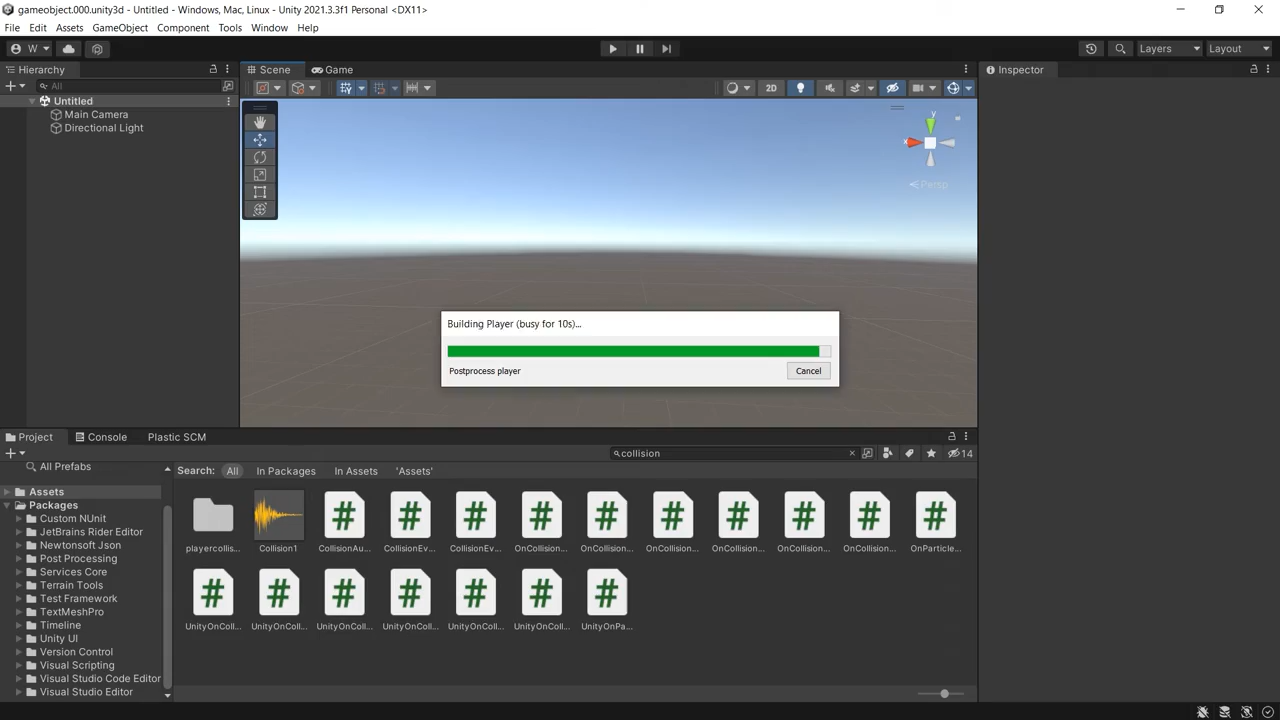 gameobject.000.unity3d - Untitled - Windows, Mac, Linux - Unity 2021.3.3f1 Personal <DX11>
File Edit Assets GameObject Component Tools Window Help
W
Layers Layout
Hierarchy
Scene Game
Inspector
All
2D
Untitled
Main Camera
Directional Light
y
x
Persp
Building Player (busy for 10s)...
Postprocess player
Cancel
Project Console Plastic SCM
collision
14
All Prefabs
Search: All In Packages In Assets 'Assets'
Assets
Packages
Custom NUnit
JetBrains Rider Editor
Newtonsoft Json
Post Processing
Services Core
Terrain Tools
Test Framework
TextMeshPro
Timeline
Unity UI
Version Control
Visual Scripting
Visual Studio Code Editor
Visual Studio Editor
playercollis... Collision1 CollisionAu... CollisionEv... CollisionEv... OnCollision... OnCollision... OnCollision... OnCollision... OnCollision... OnCollision... OnParticle...
UnityOnColl... UnityOnColl... UnityOnColl... UnityOnColl... UnityOnColl... UnityOnColl... UnityOnPa...